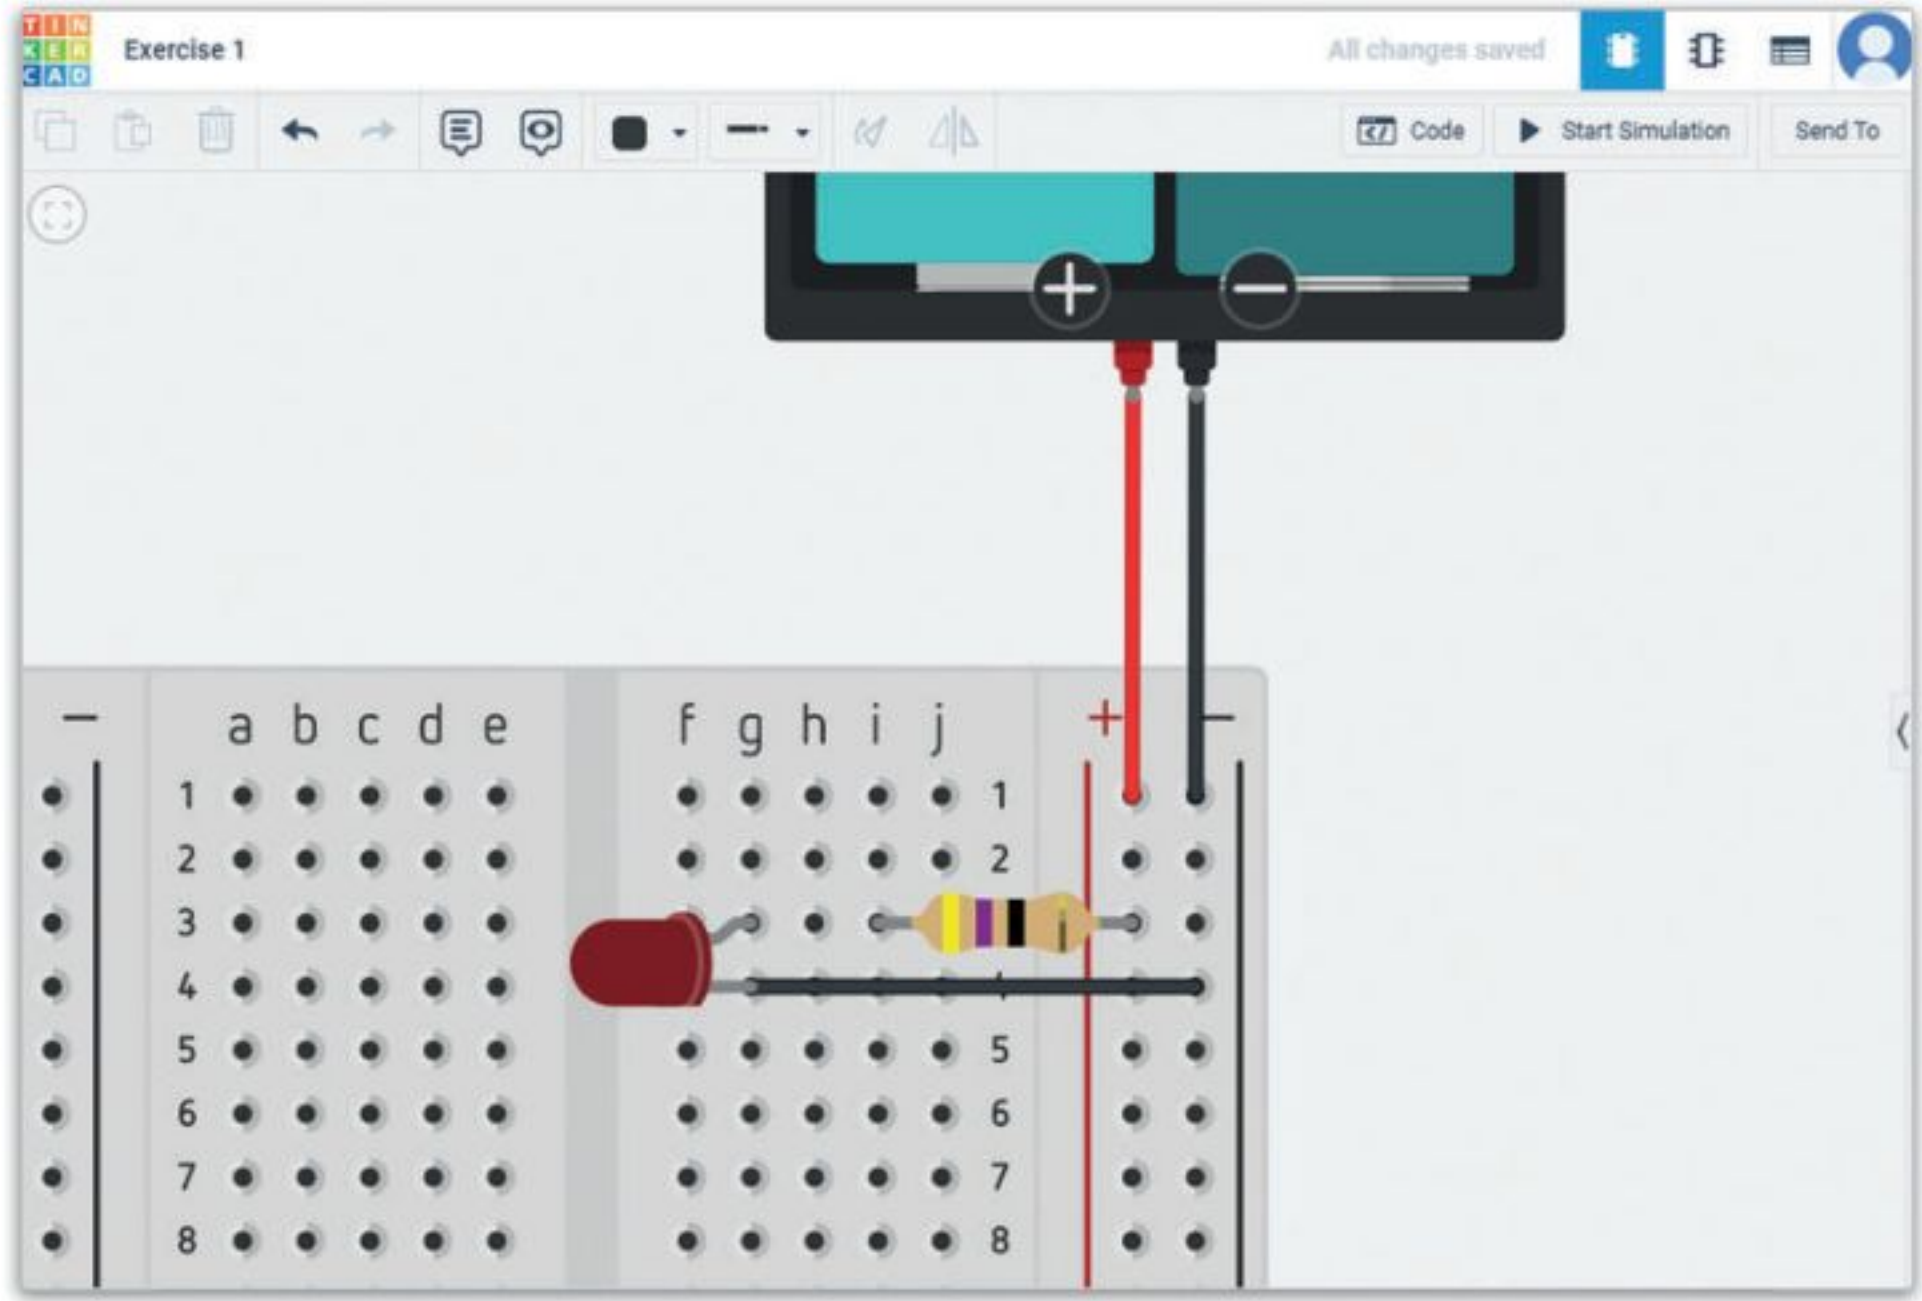 TIN
KER
CAD
Exercise 1
All changes saved
Code
Start Simulation
Send To
+ −
− a b c d e f g h i j + −
1 1
2 2
3
4
5 5
6 6
7 7
8 8